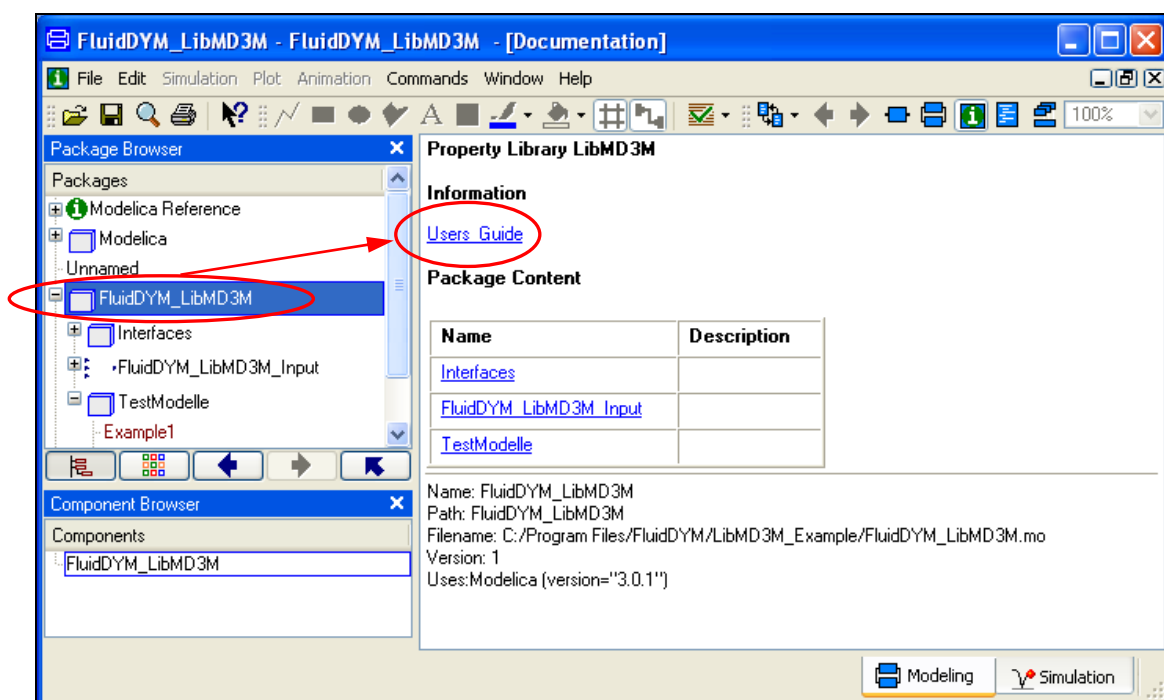 FluidDYM_LibMD3M - FluidDYM_LibMD3M - [Documentation]
File Edit Simulation Plot Animation Commands Window Help
100%
Package Browser
Packages
Modelica Reference
Modelica
Unnamed
FluidDYM_LibMD3M
Interfaces
FluidDYM_LibMD3M_Input
TestModelle
Example1
Component Browser
Components
FluidDYM_LibMD3M
Property Library LibMD3M
Information
Users_Guide
Package Content
Name Description
Interfaces
FluidDYM_LibMD3M_Input
TestModelle
Name: FluidDYM_LibMD3M
Path: FluidDYM_LibMD3M
Filename: C:/Program Files/FluidDYM/LibMD3M_Example/FluidDYM_LibMD3M.mo
Version: 1
Uses:Modelica (version="3.0.1")
Modeling Simulation